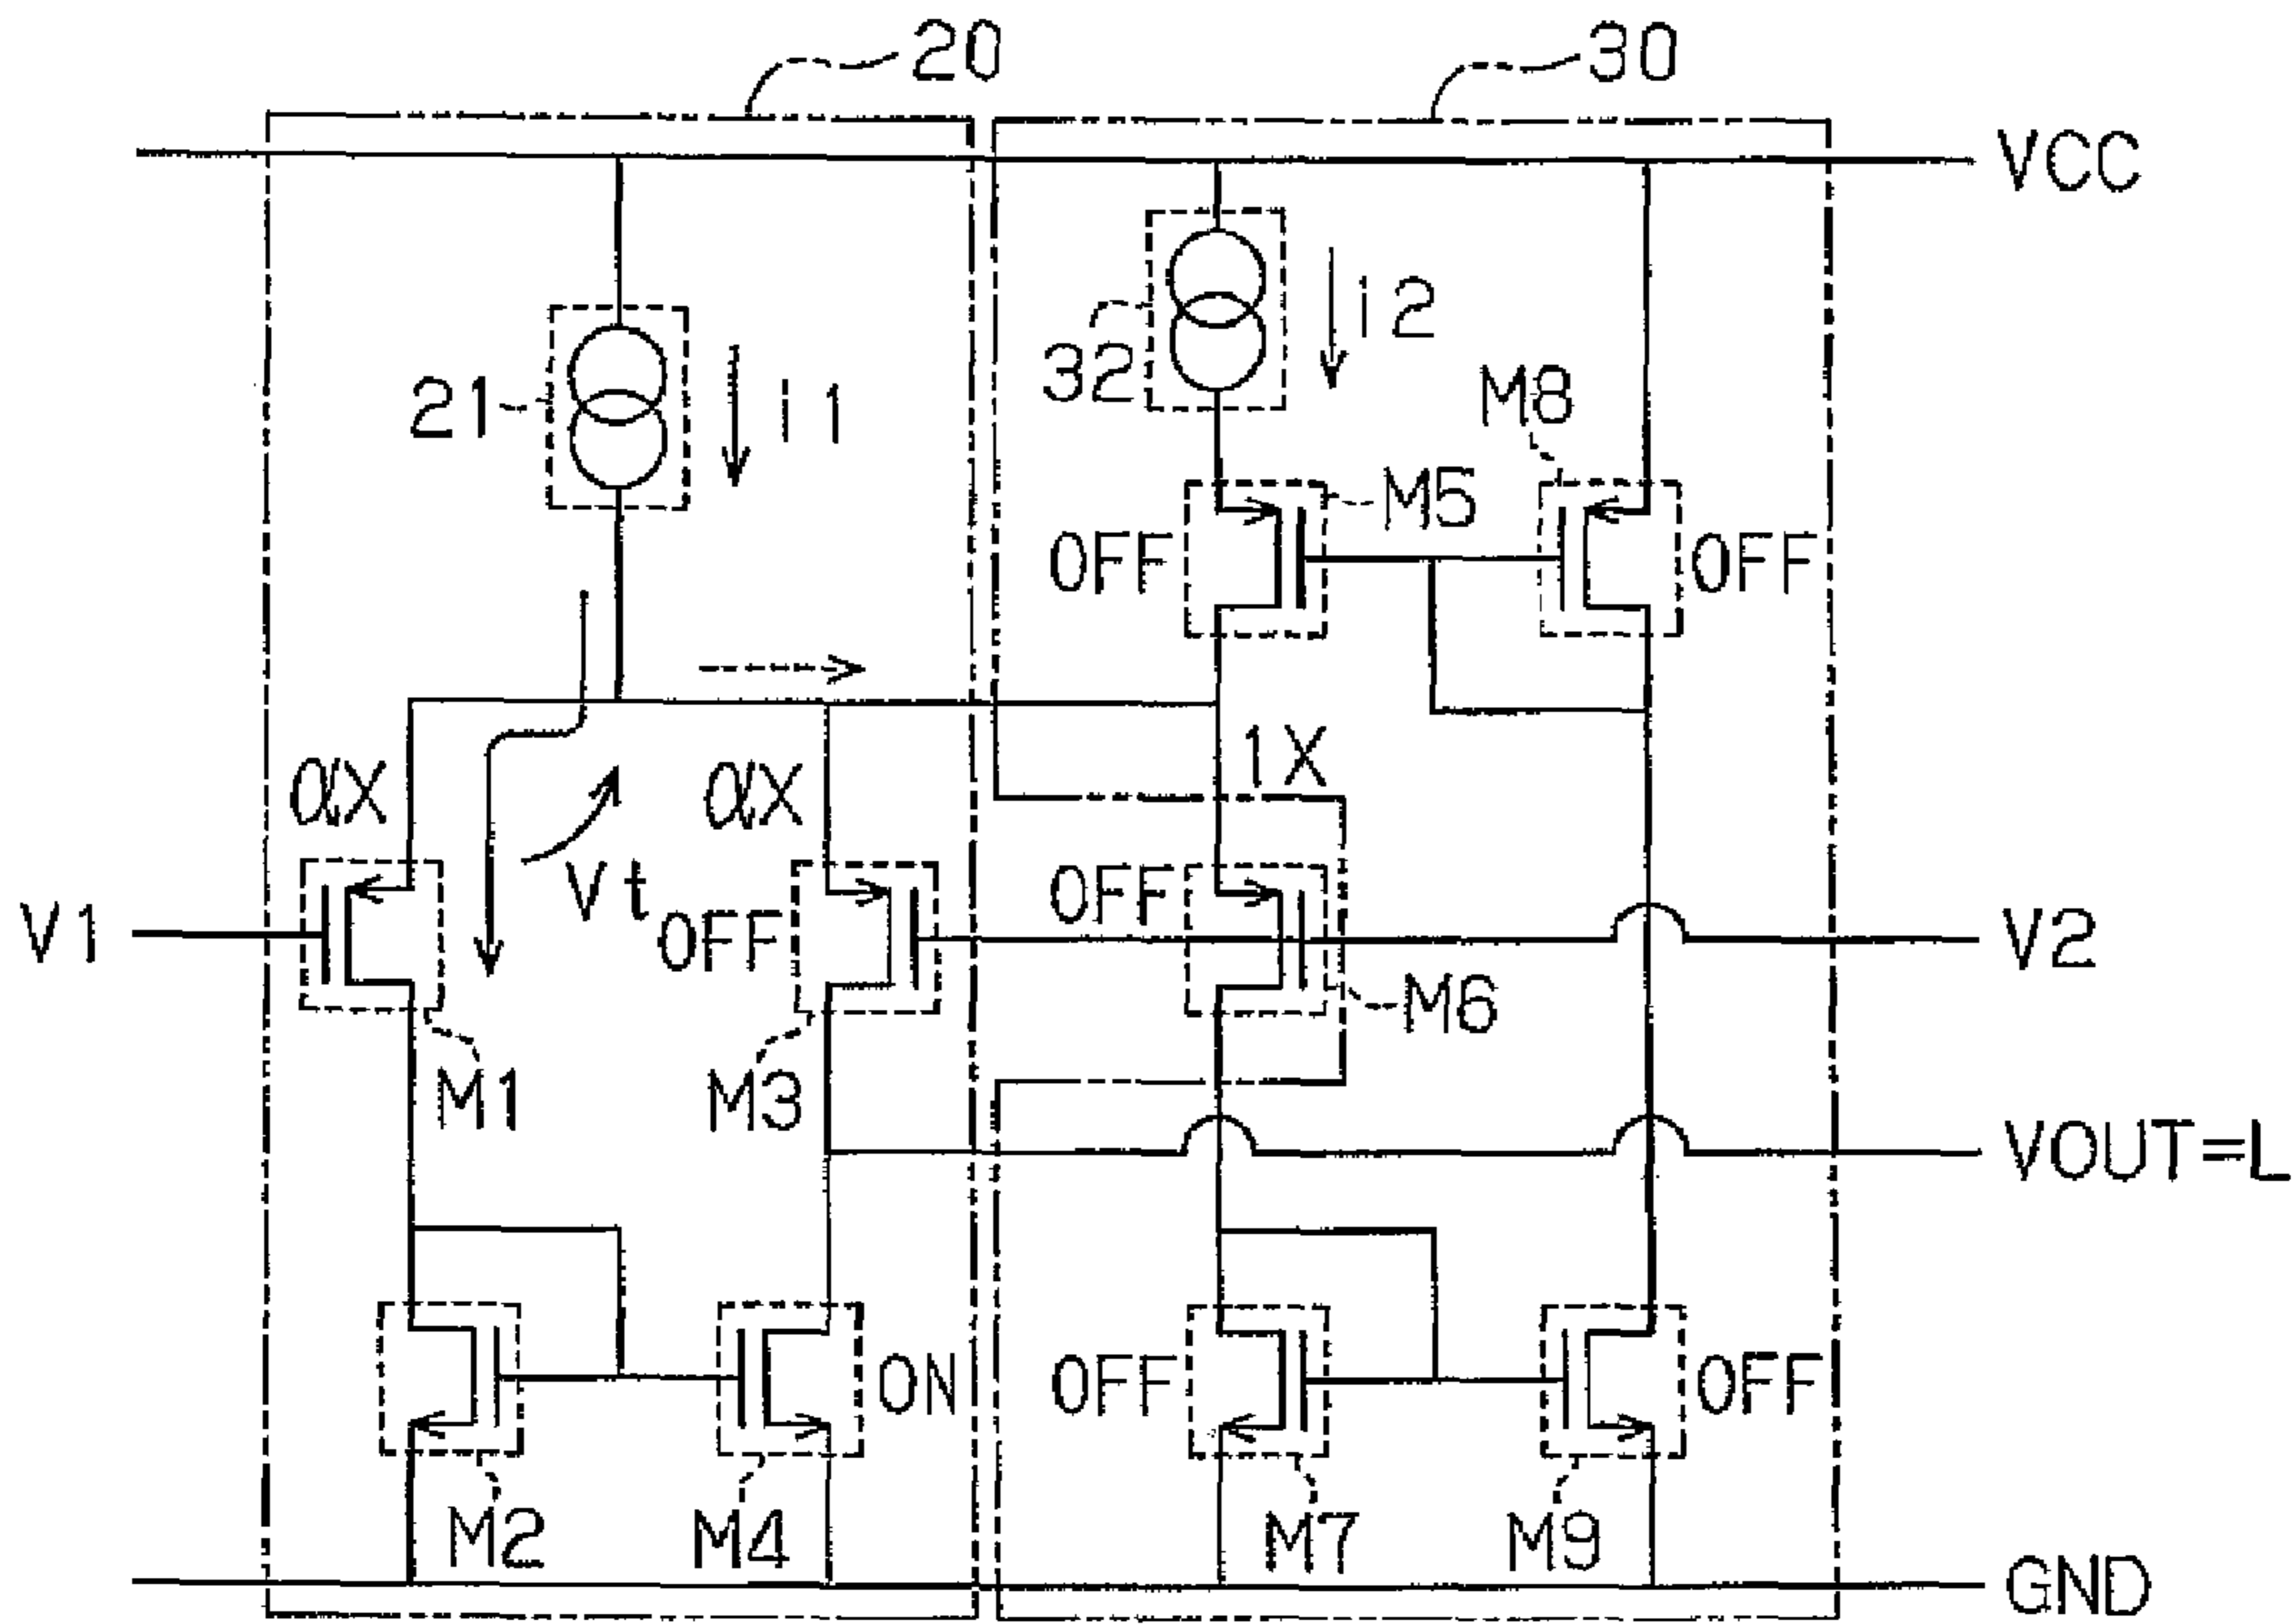 20
30
VCC
21
i1
32
i2
M8
M5
OFF
OFF
αX
αX
1X
Vt
V1
OFF
OFF
V2
M6
M1
M3
VOUT=L
ON
OFF
OFF
M2
M4
M7
M9
GND